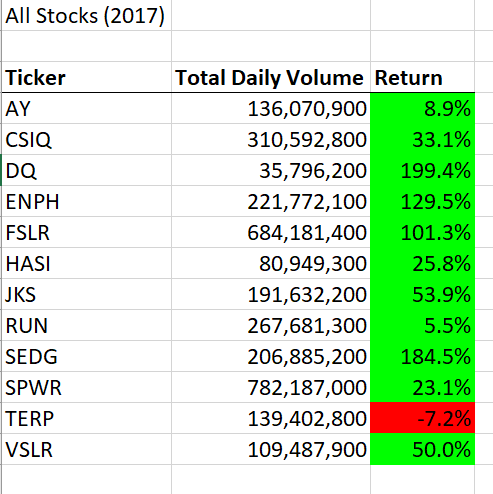 All Stocks (2017)
Ticker Total Daily Volume Return
AY 136,070,900 8.9%
CSIQ 310,592,800 33.1%
DQ 35,796,200 199.4%
ENPH 221,772,100 129.5%
FSLR 684,181,400 101.3%
HASI 80,949,300 25.8%
JKS 191,632,200 53.9%
RUN 267,681,300 5.5%
SEDG 206,885,200 184.5%
SPWR 782,187,000 23.1%
TERP 139,402,800 -7.2%
VSLR 109,487,900 50.0%